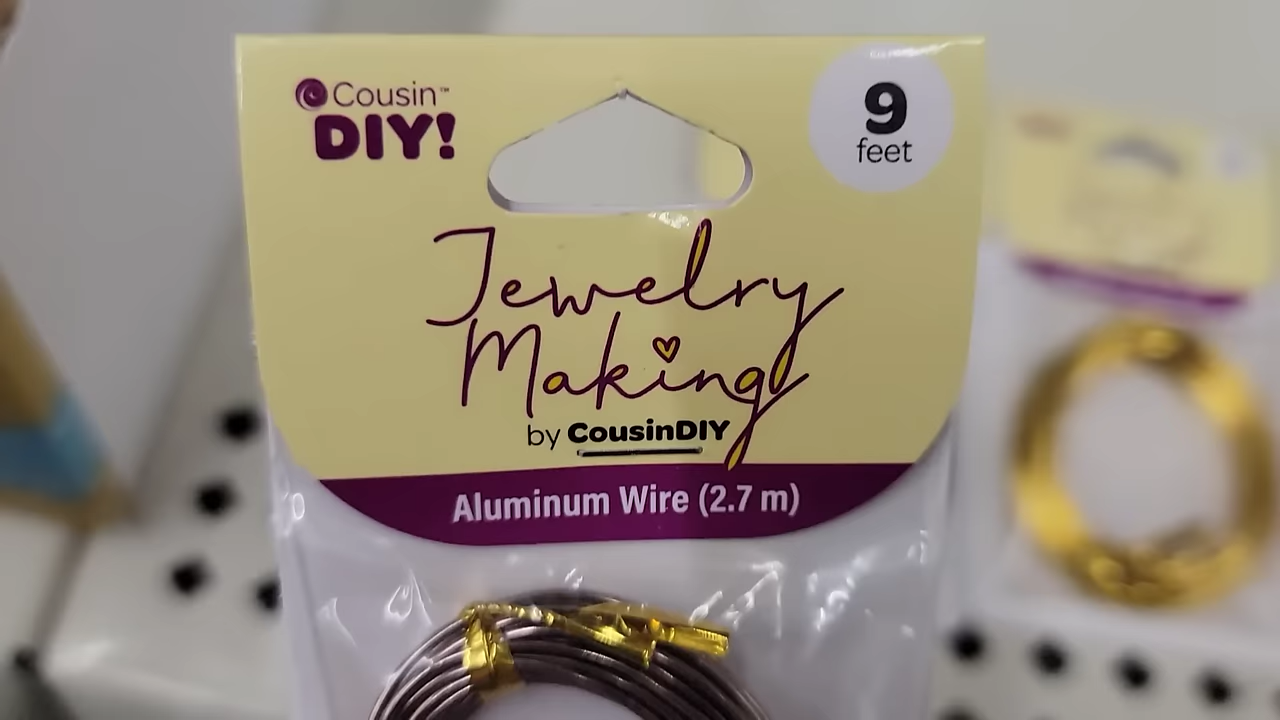 Cousin™
DIY!
9
feet
Jewelry
Making
by CousinDIY
Aluminum Wire (2.7 m)